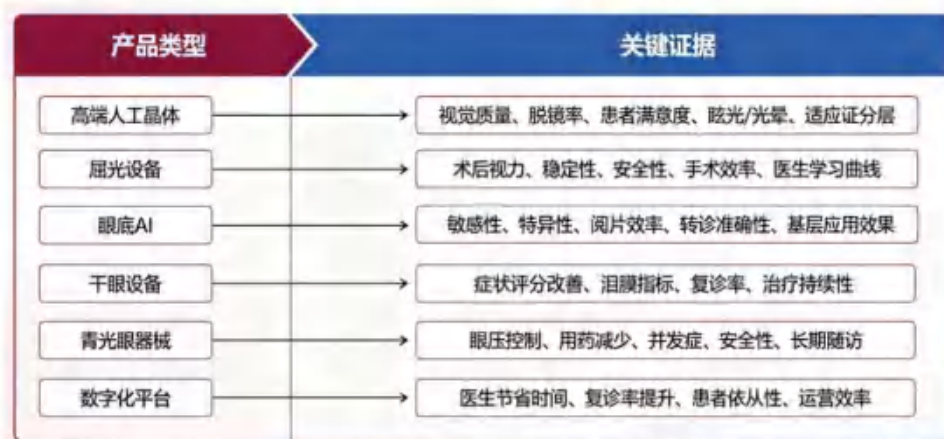 产品类型 关键证据
高端人工晶体 视觉质量、脱镜率、患者满意度、眩光/光晕、适应证分层
屈光设备 术后视力、稳定性、安全性、手术效率、医生学习曲线
眼底AI 敏感性、特异性、阅片效率、转诊准确性、基层应用效果
干眼设备 症状评分改善、泪膜指标、复诊率、治疗持续性
青光眼器械 眼压控制、用药减少、并发症、安全性、长期随访
数字化平台 医生节省时间、复诊率提升、患者依从性、运营效率